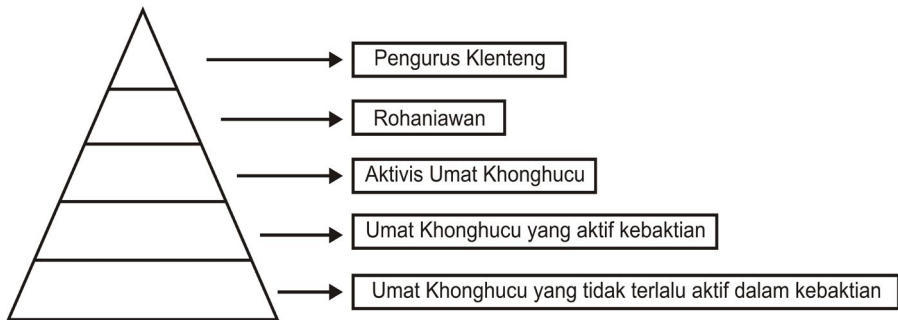 Pengurus Klenteng
Rohaniawan
Aktivis Umat Khonghucu
Umat Khonghucu yang aktif kebaktian
Umat Khonghucu yang tidak terlalu aktif dalam kebaktian